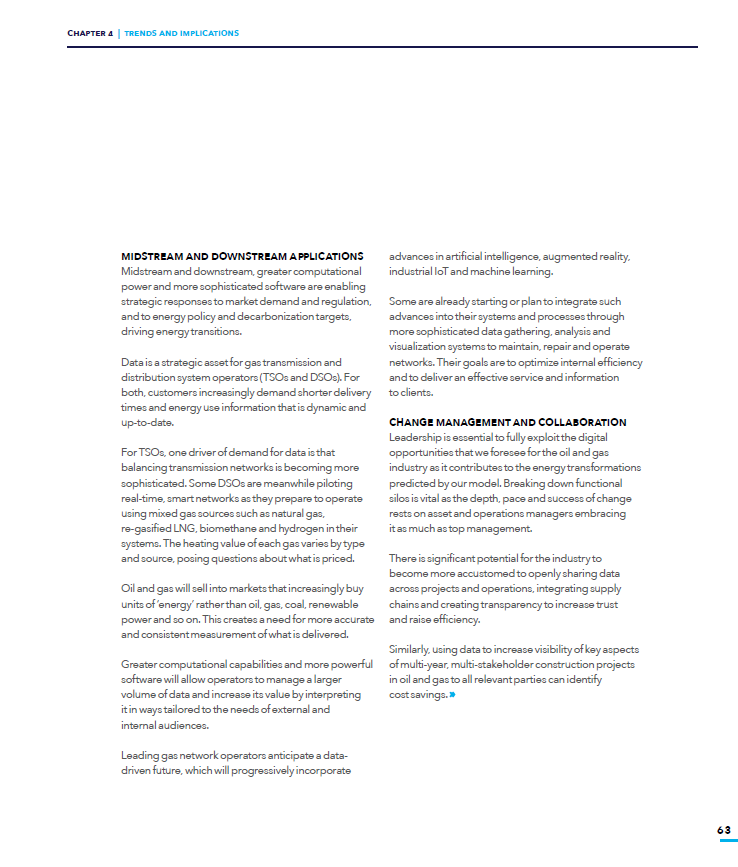 CHAPTER 4 | TRENDS AND IMPLICATIONS
MIDSTREAM AND DOWNSTREAM APPLICATIONS
Midstream and downstream, greater computational
power and more sophisticated software are enabling
strategic responses to market demand and regulation,
and to energy policy and decarbonization targets,
driving energy transitions.
Data is a strategic asset for gas transmission and
distribution system operators (TSOs and DSOs). For
both, customers increasingly demand shorter delivery
times and energy use information that is dynamic and
up-to-date.
For TSOs, one driver of demand for data is that
balancing transmission networks is becoming more
sophisticated. Some DSOs are meanwhile piloting
real-time, smart networks as they prepare to operate
using mixed gas sources such as natural gas,
re-gasified LNG, biomethane and hydrogen in their
systems. The heating value of each gas varies by type
and source, posing questions about what is priced.
Oil and gas will sell into markets that increasingly buy
units of 'energy' rather than oil, gas, coal, renewable
power and so on. This creates a need for more accurate
and consistent measurement of what is delivered.
Greater computational capabilities and more powerful
software will allow operators to manage a larger
volume of data and increase its value by interpreting
it in ways tailored to the needs of external and
internal audiences.
Leading gas network operators anticipate a data-
driven future, which will progressively incorporate
advances in artificial intelligence, augmented reality,
industrial IoT and machine learning.
Some are already starting or plan to integrate such
advances into their systems and processes through
more sophisticated data gathering, analysis and
visualization systems to maintain, repair and operate
networks. Their goals are to optimize internal efficiency
and to deliver an effective service and information
to clients.
CHANGE MANAGEMENT AND COLLABORATION
Leadership is essential to fully exploit the digital
opportunities that we foresee for the oil and gas
industry as it contributes to the energy transformations
predicted by our model. Breaking down functional
silos is vital as the depth, pace and success of change
rests on asset and operations managers embracing
it as much as top management.
There is significant potential for the industry to
become more accustomed to openly sharing data
across projects and operations, integrating supply
chains and creating transparency to increase trust
and raise efficiency.
Similarly, using data to increase visibility of key aspects
of multi-year, multi-stakeholder construction projects
in oil and gas to all relevant parties can identify
cost savings. »
63